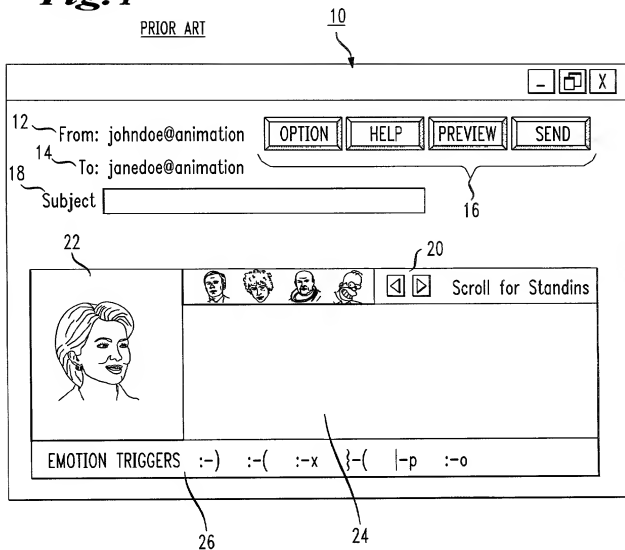 Fig. 1
PRIOR ART
10
_ X
12 From: johndoe@animation OPTION HELP PREVIEW SEND
14 To: janedoe@animation
18 Subject 16
22 20
Scroll for Standins
EMOTION TRIGGERS :-) :-( :-x }-( |-p :-o
26 24